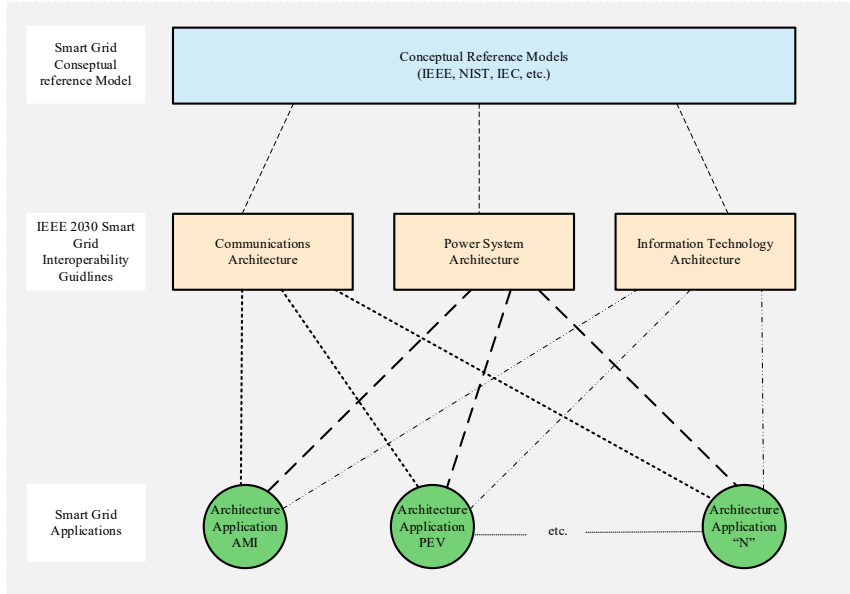 Smart Grid
Conseptual
reference Model
Conceptual Reference Models
(IEEE, NIST, IEC, etc.)
IEEE 2030 Smart
Grid
Interoperability
Guidlines
Communications
Architecture
Power System
Architecture
Information Technology
Architecture
Smart Grid
Applications
Architecture
Application
AMI
Architecture
Application
PEV
etc.
Architecture
Application
“N”